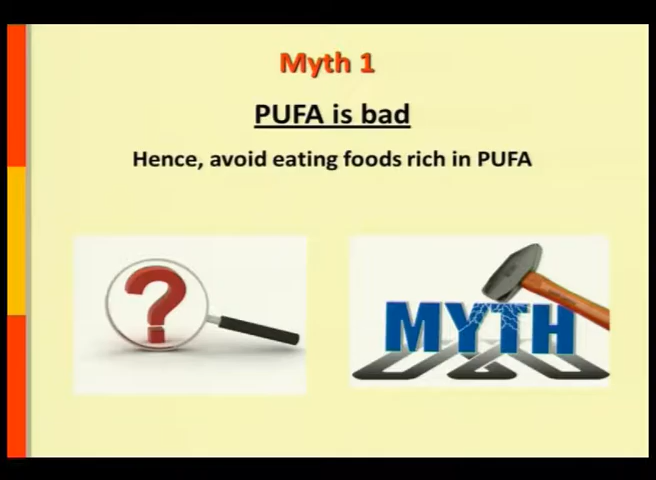 Myth 1
PUFA is bad
Hence, avoid eating foods rich in PUFA
?
MYTH